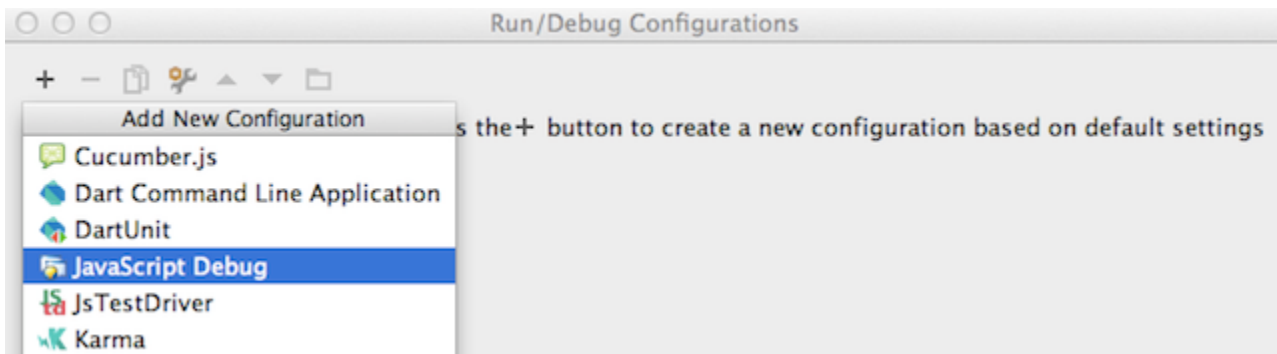 Run/Debug Configurations
Add New Configuration
s the + button to create a new configuration based on default settings
Cucumber.js
Dart Command Line Application
DartUnit
JavaScript Debug
JsTestDriver
Karma